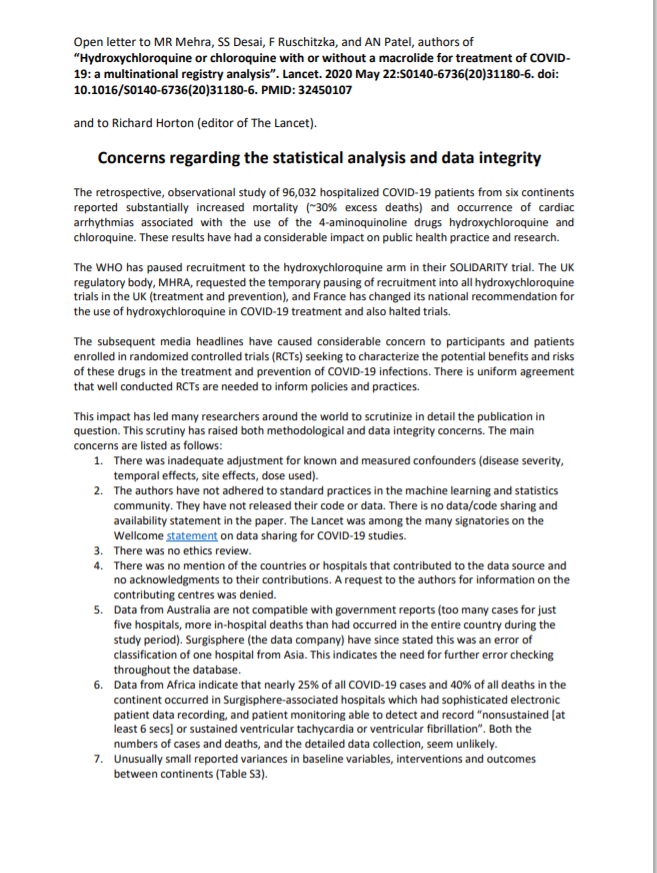 Open letter to MR Mehra, SS Desai, F Ruschitzka, and AN Patel, authors of
“Hydroxychloroquine or chloroquine with or without a macrolide for treatment of COVID-
19: a multinational registry analysis”. Lancet. 2020 May 22:S0140-6736(20)31180-6. doi:
10.1016/S0140-6736(20)31180-6. PMID: 32450107
and to Richard Horton (editor of The Lancet).
Concerns regarding the statistical analysis and data integrity
The retrospective, observational study of 96,032 hospitalized COVID-19 patients from six continents
reported substantially increased mortality (~30% excess deaths) and occurrence of cardiac
arrhythmias associated with the use of the 4-aminoquinoline drugs hydroxychloroquine and
chloroquine. These results have had a considerable impact on public health practice and research.
The WHO has paused recruitment to the hydroxychloroquine arm in their SOLIDARITY trial. The UK
regulatory body, MHRA, requested the temporary pausing of recruitment into all hydroxychloroquine
trials in the UK (treatment and prevention), and France has changed its national recommendation for
the use of hydroxychloroquine in COVID-19 treatment and also halted trials.
The subsequent media headlines have caused considerable concern to participants and patients
enrolled in randomized controlled trials (RCTs) seeking to characterize the potential benefits and risks
of these drugs in the treatment and prevention of COVID-19 infections. There is uniform agreement
that well conducted RCTs are needed to inform policies and practices.
This impact has led many researchers around the world to scrutinize in detail the publication in
question. This scrutiny has raised both methodological and data integrity concerns. The main
concerns are listed as follows:
1. There was inadequate adjustment for known and measured confounders (disease severity,
temporal effects, site effects, dose used).
2. The authors have not adhered to standard practices in the machine learning and statistics
community. They have not released their code or data. There is no data/code sharing and
availability statement in the paper. The Lancet was among the many signatories on the
Wellcome statement on data sharing for COVID-19 studies.
3. There was no ethics review.
4. There was no mention of the countries or hospitals that contributed to the data source and
no acknowledgments to their contributions. A request to the authors for information on the
contributing centres was denied.
5. Data from Australia are not compatible with government reports (too many cases for just
five hospitals, more in-hospital deaths than had occurred in the entire country during the
study period). Surgisphere (the data company) have since stated this was an error of
classification of one hospital from Asia. This indicates the need for further error checking
throughout the database.
6. Data from Africa indicate that nearly 25% of all COVID-19 cases and 40% of all deaths in the
continent occurred in Surgisphere-associated hospitals which had sophisticated electronic
patient data recording, and patient monitoring able to detect and record “nonsustained [at
least 6 secs] or sustained ventricular tachycardia or ventricular fibrillation”. Both the
numbers of cases and deaths, and the detailed data collection, seem unlikely.
7. Unusually small reported variances in baseline variables, interventions and outcomes
between continents (Table S3).